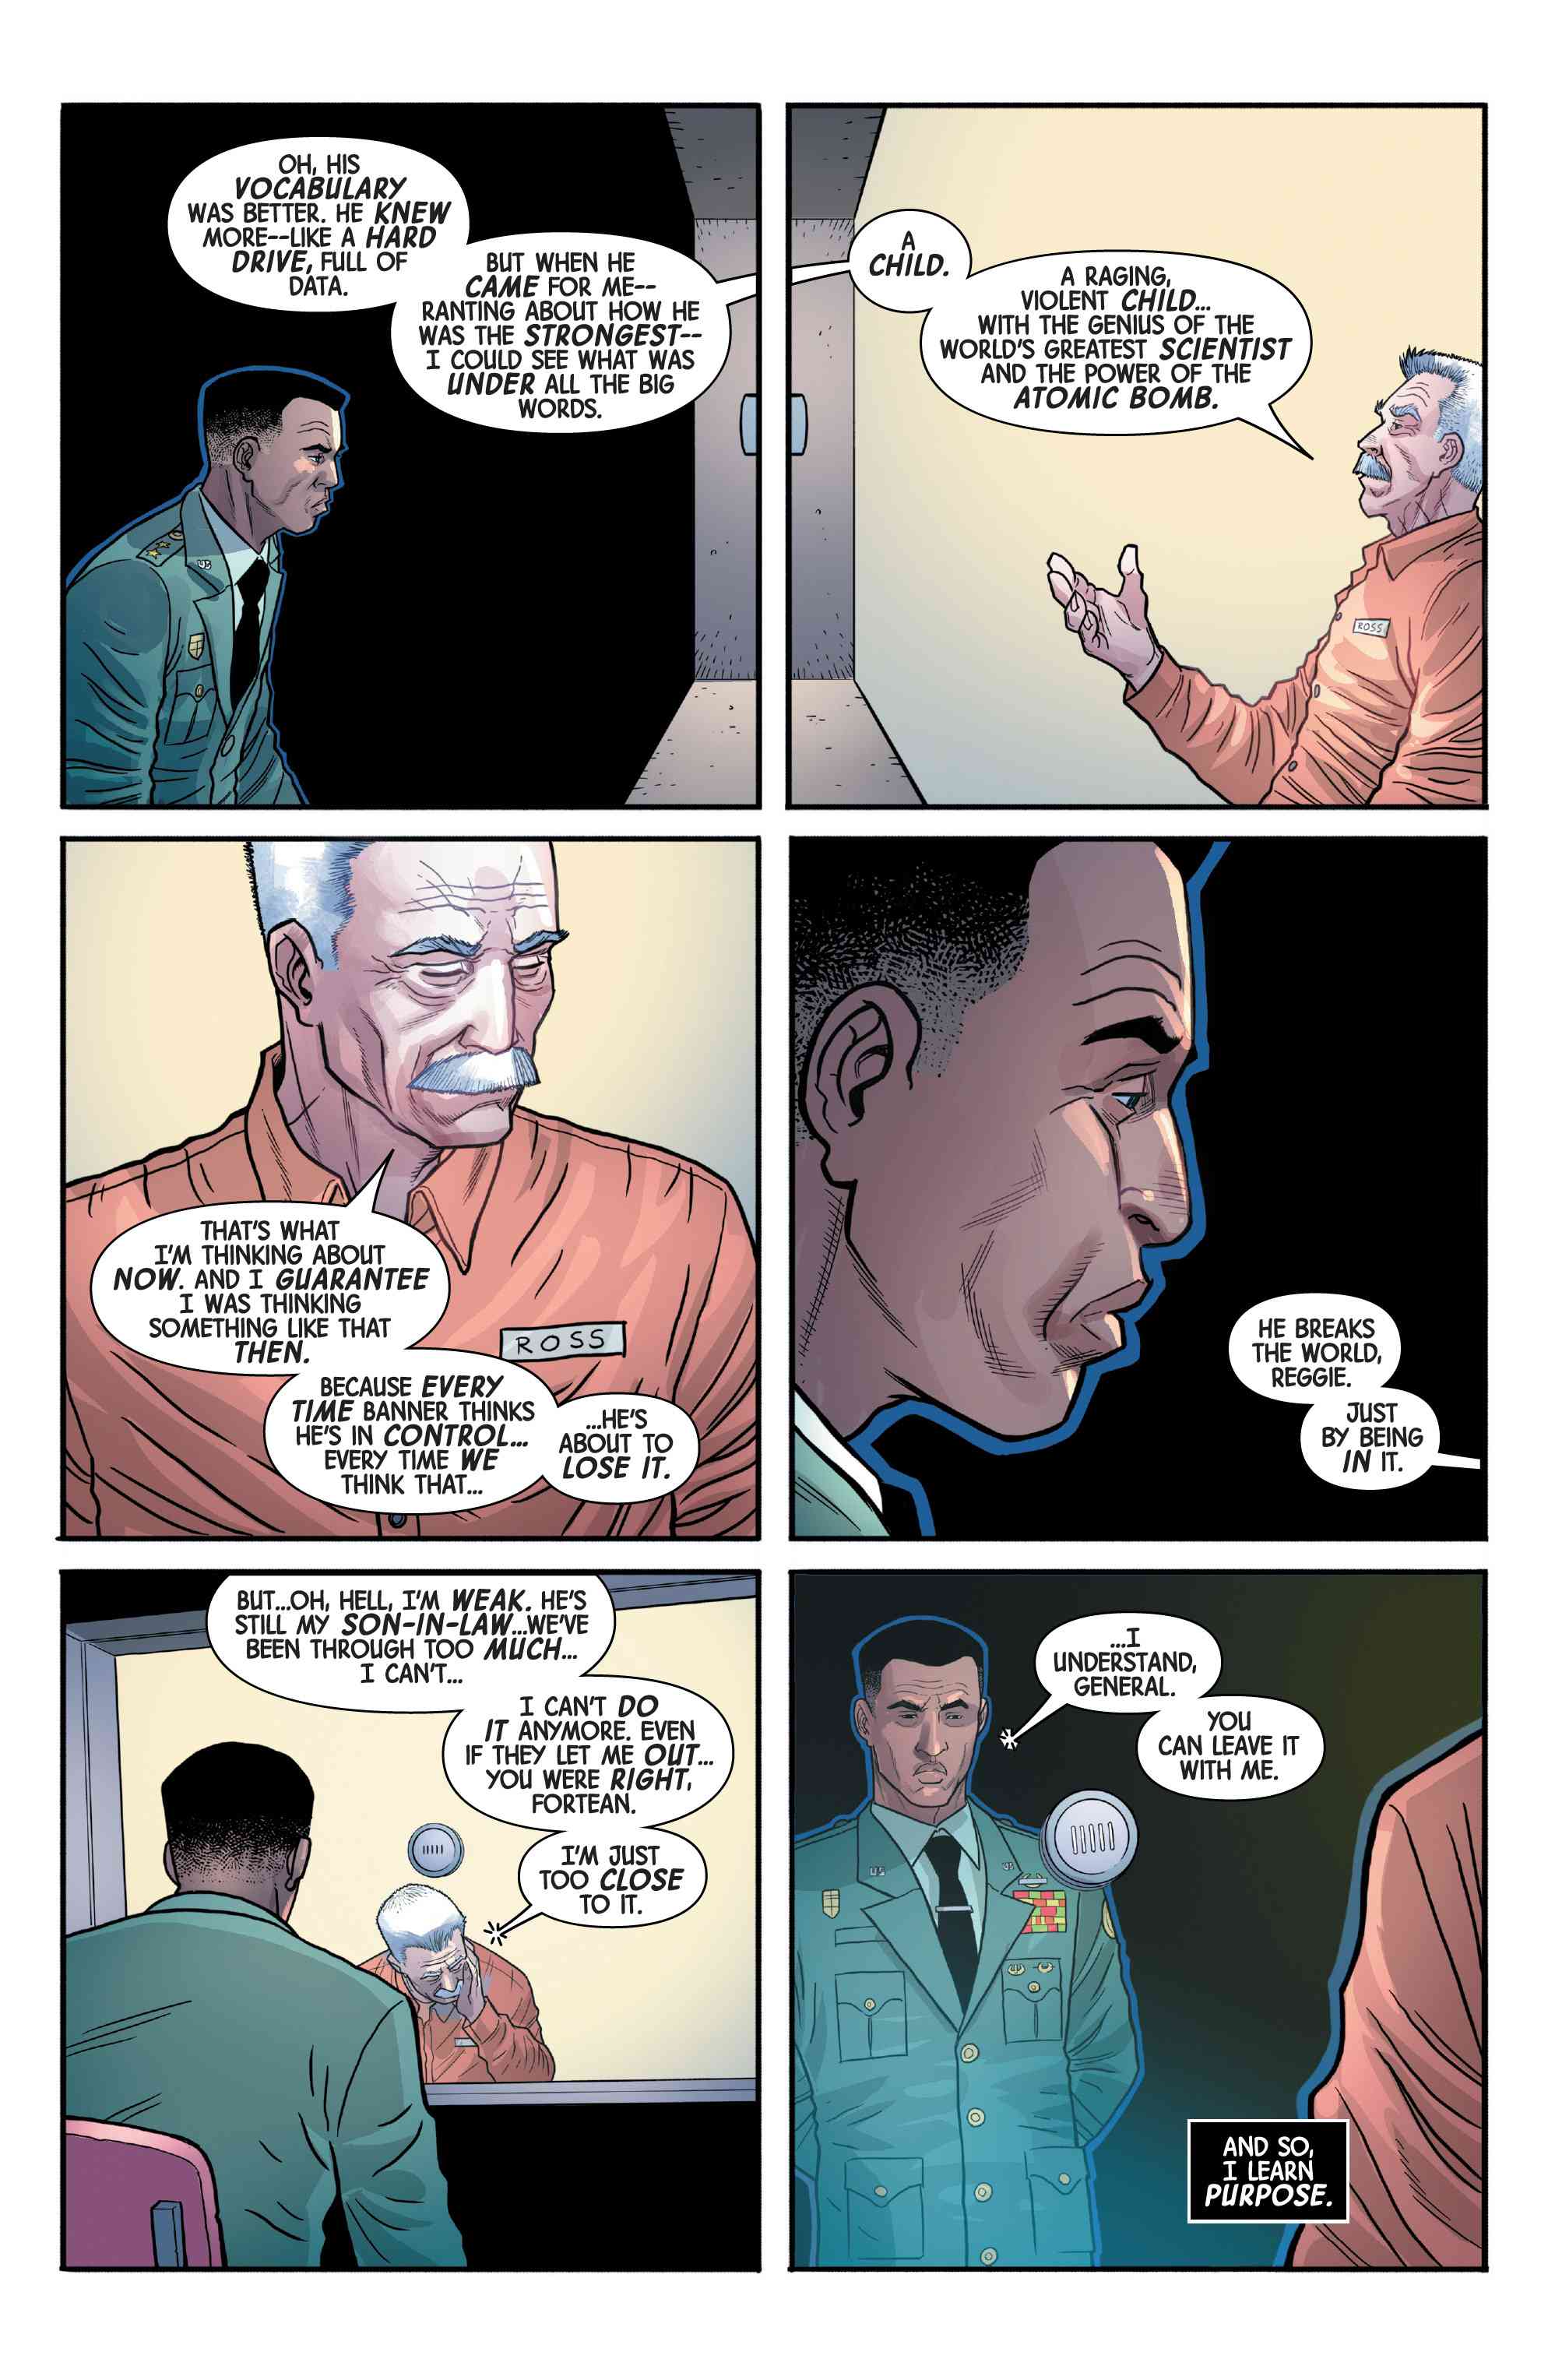 OH, HIS
VOCABULARY
WAS BETTER. HE KNEW
MORE--LIKE A HARD
DRIVE, FULL OF
DATA.
BUT WHEN HE
CAME FOR ME--
RANTING ABOUT HOW HE
WAS THE STRONGEST--
I COULD SEE WHAT WAS
UNDER ALL THE BIG
WORDS.
A
CHILD.
A RAGING,
VIOLENT CHILD...
WITH THE GENIUS OF THE
WORLD'S GREATEST SCIENTIST
AND THE POWER OF THE
ATOMIC BOMB.
US
ROSS
THAT'S WHAT
I'M THINKING ABOUT
NOW. AND I GUARANTEE
I WAS THINKING
SOMETHING LIKE THAT
THEN.
ROSS
BECAUSE EVERY
TIME BANNER THINKS
HE'S IN CONTROL...
EVERY TIME WE
THINK THAT...
...HE'S
ABOUT TO
LOSE IT.
HE BREAKS
THE WORLD,
REGGIE.
JUST
BY BEING
IN IT.
BUT...OH, HELL, I'M WEAK. HE'S
STILL MY SON-IN-LAW...WE'VE
BEEN THROUGH TOO MUCH...
I CAN'T...
I CAN'T DO
IT ANYMORE. EVEN
IF THEY LET ME OUT...
YOU WERE RIGHT,
FORTEAN.
I'M JUST
TOO CLOSE
TO IT.
...I
UNDERSTAND,
GENERAL.
YOU
CAN LEAVE IT
WITH ME.
US
US
AND SO,
I LEARN
PURPOSE.